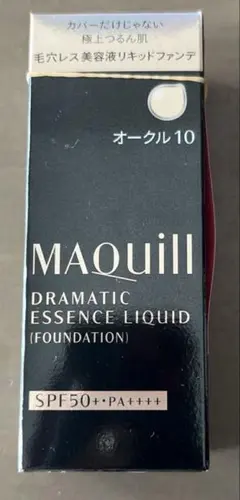 カバーだけじゃない
極上つるん肌
毛穴レス美容液リキッドファンデ
オークル10
MAQuill
DRAMATIC
ESSENCE LIQUID
(FOUNDATION)
SPF50+・PA++++